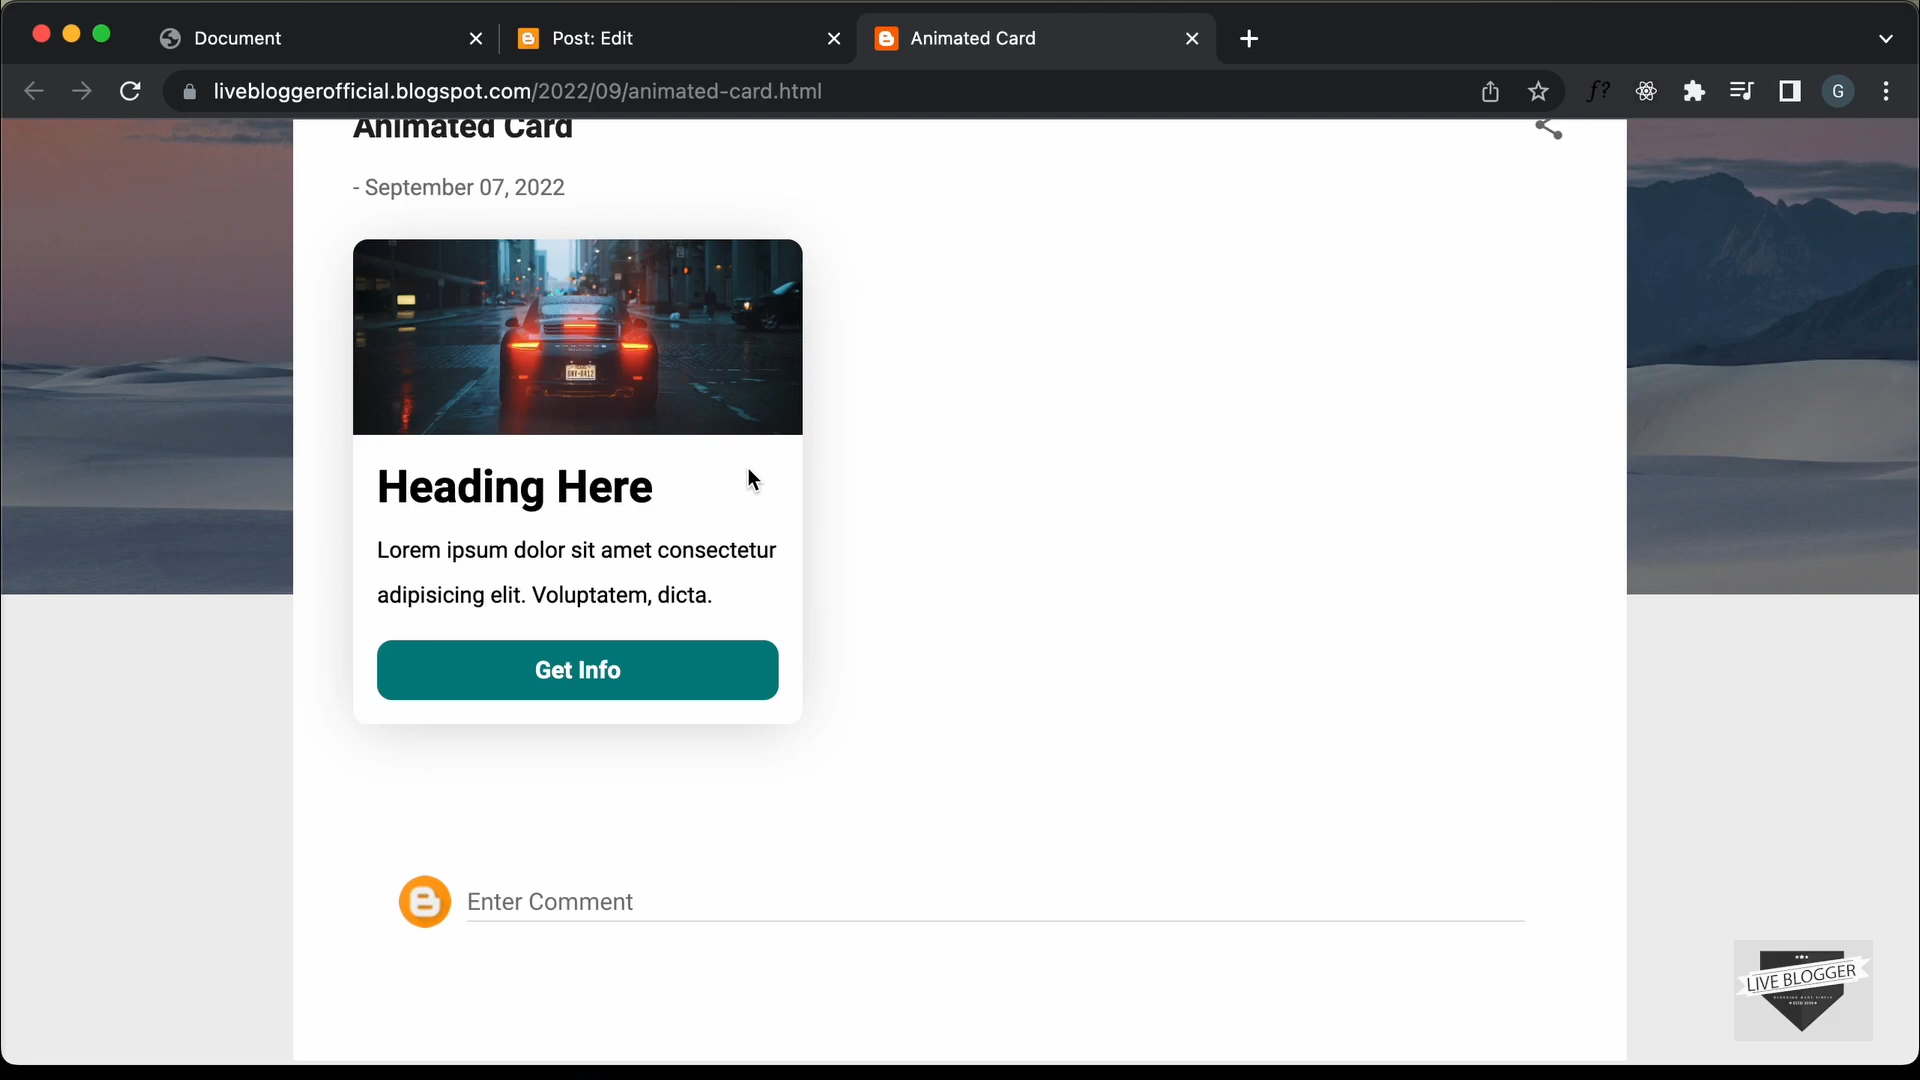 Document
Post: Edit
Animated Card
livebloggerofficial.blogspot.com/2022/09/animated-card.html
f?
G
Animated Card
- September 07, 2022
Heading Here
Lorem ipsum dolor sit amet consectetur
adipisicing elit. Voluptatem, dicta.
Get Info
Enter Comment
LIVE BLOGGER